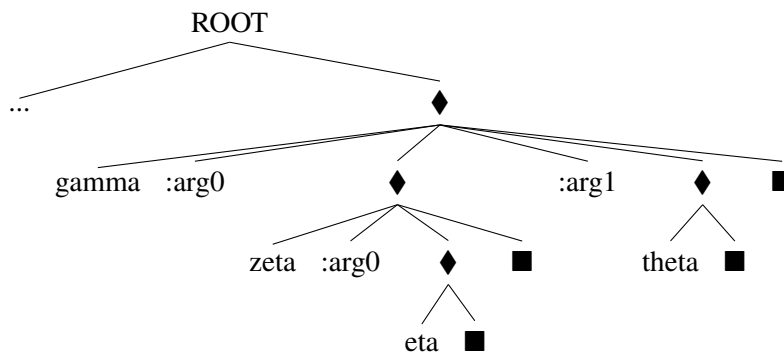 ROOT
... ♦
gamma :arg0 ♦ :arg1 ♦ ■
zeta :arg0 ♦ ■ theta ■
eta ■